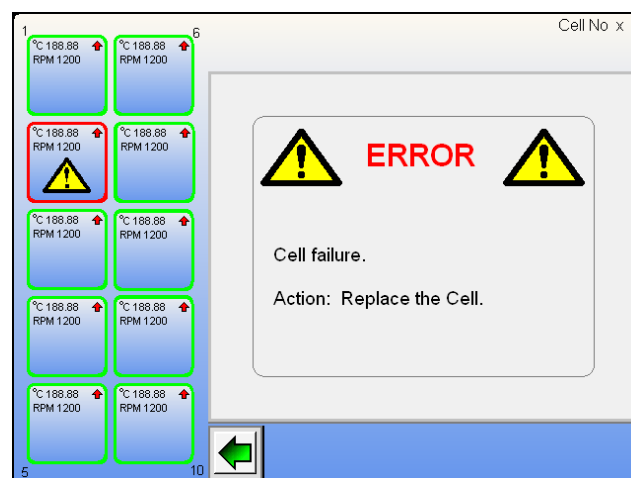 Cell No x
1
6
°C 188.88
RPM 1200
°C 188.88
RPM 1200
°C 188.88
RPM 1200
°C 188.88
RPM 1200
°C 188.88
RPM 1200
°C 188.88
RPM 1200
°C 188.88
RPM 1200
°C 188.88
RPM 1200
°C 188.88
RPM 1200
°C 188.88
RPM 1200
5
10
ERROR
Cell failure.
Action: Replace the Cell.